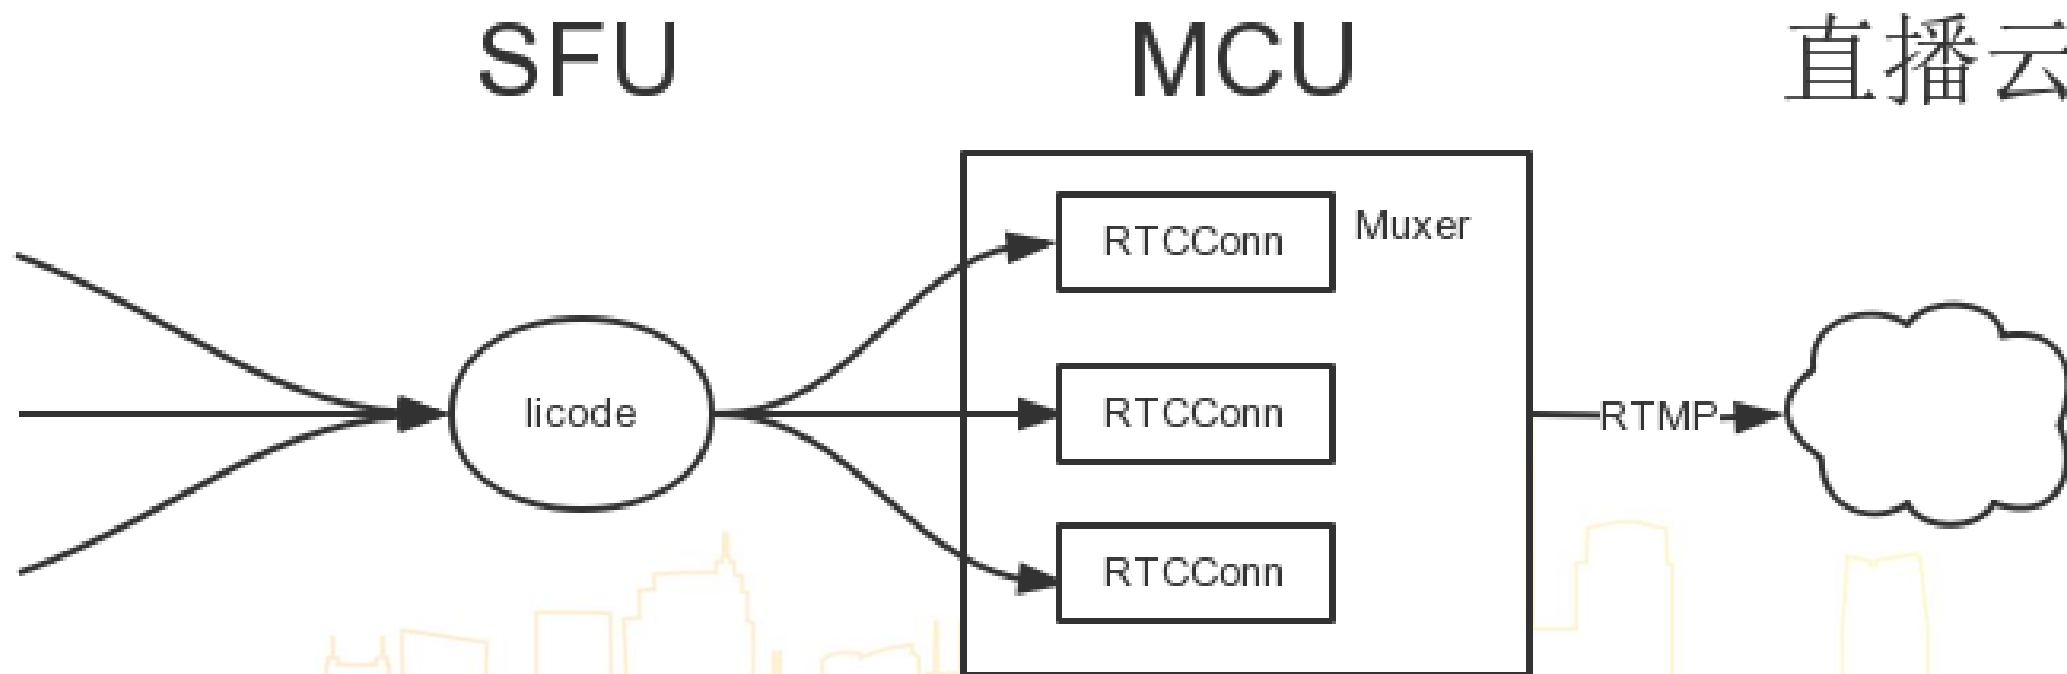 SFU
MCU
直播云
RTCConn
Muxer
licode
RTCConn
RTMP
RTCConn